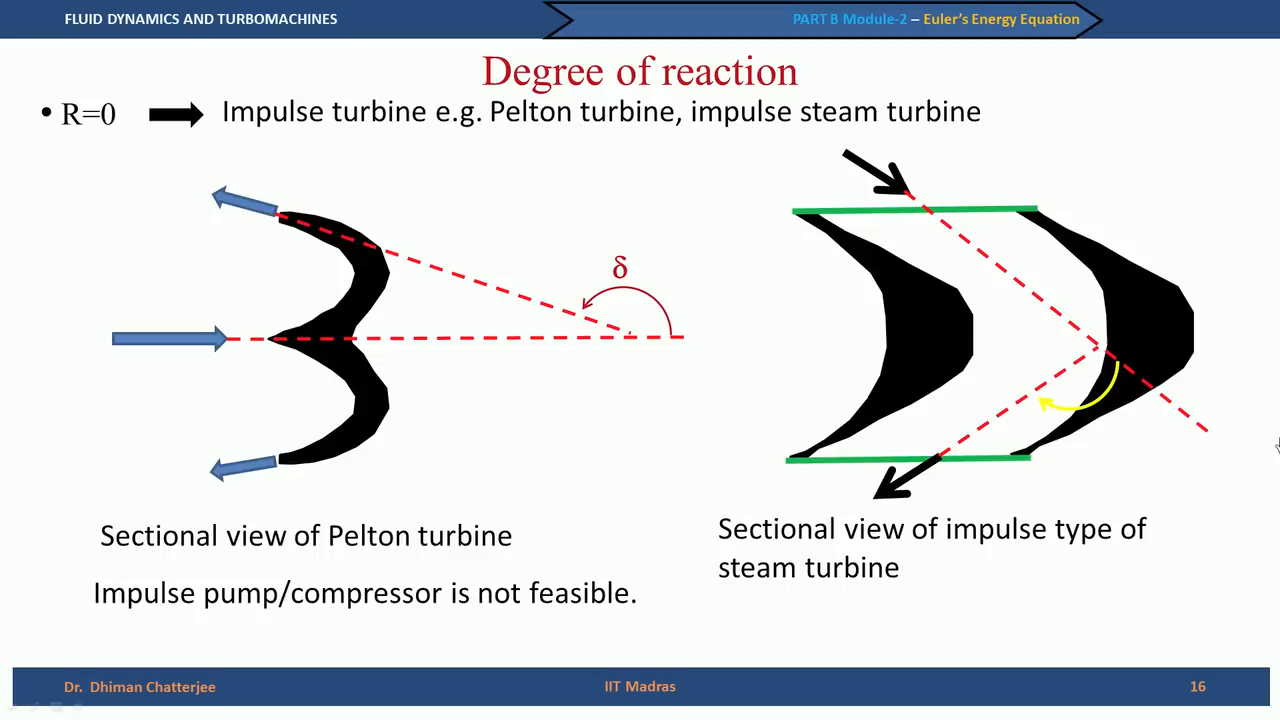 FLUID DYNAMICS AND TURBOMACHINES
PART B Module-2 – Euler's Energy Equation
Degree of reaction
• R=0 Impulse turbine e.g. Pelton turbine, impulse steam turbine
δ
Sectional view of Pelton turbine
Impulse pump/compressor is not feasible.
Sectional view of impulse type of
steam turbine
Dr. Dhiman Chatterjee
IIT Madras
16